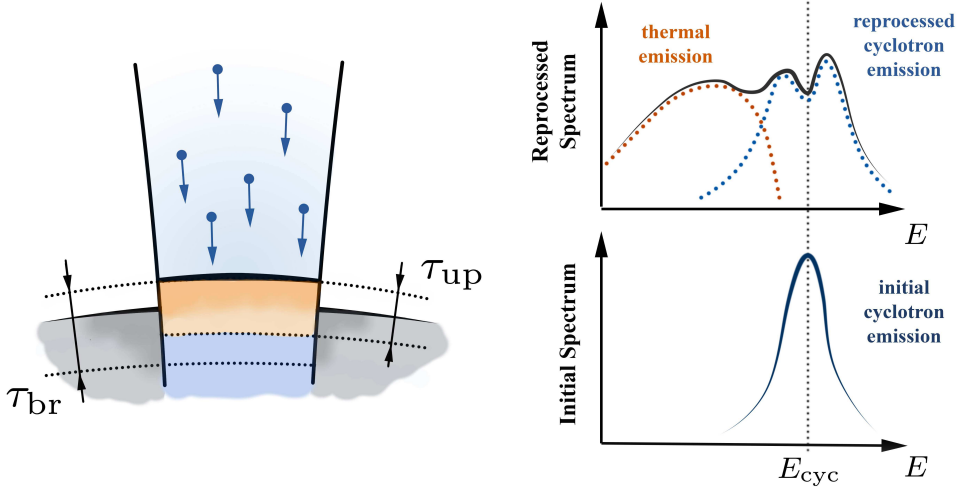 τup
τbr
Reprocessed
Spectrum
thermal
emission
reprocessed
cyclotron
emission
E
Initial Spectrum
initial
cyclotron
emission
Ecyc
E